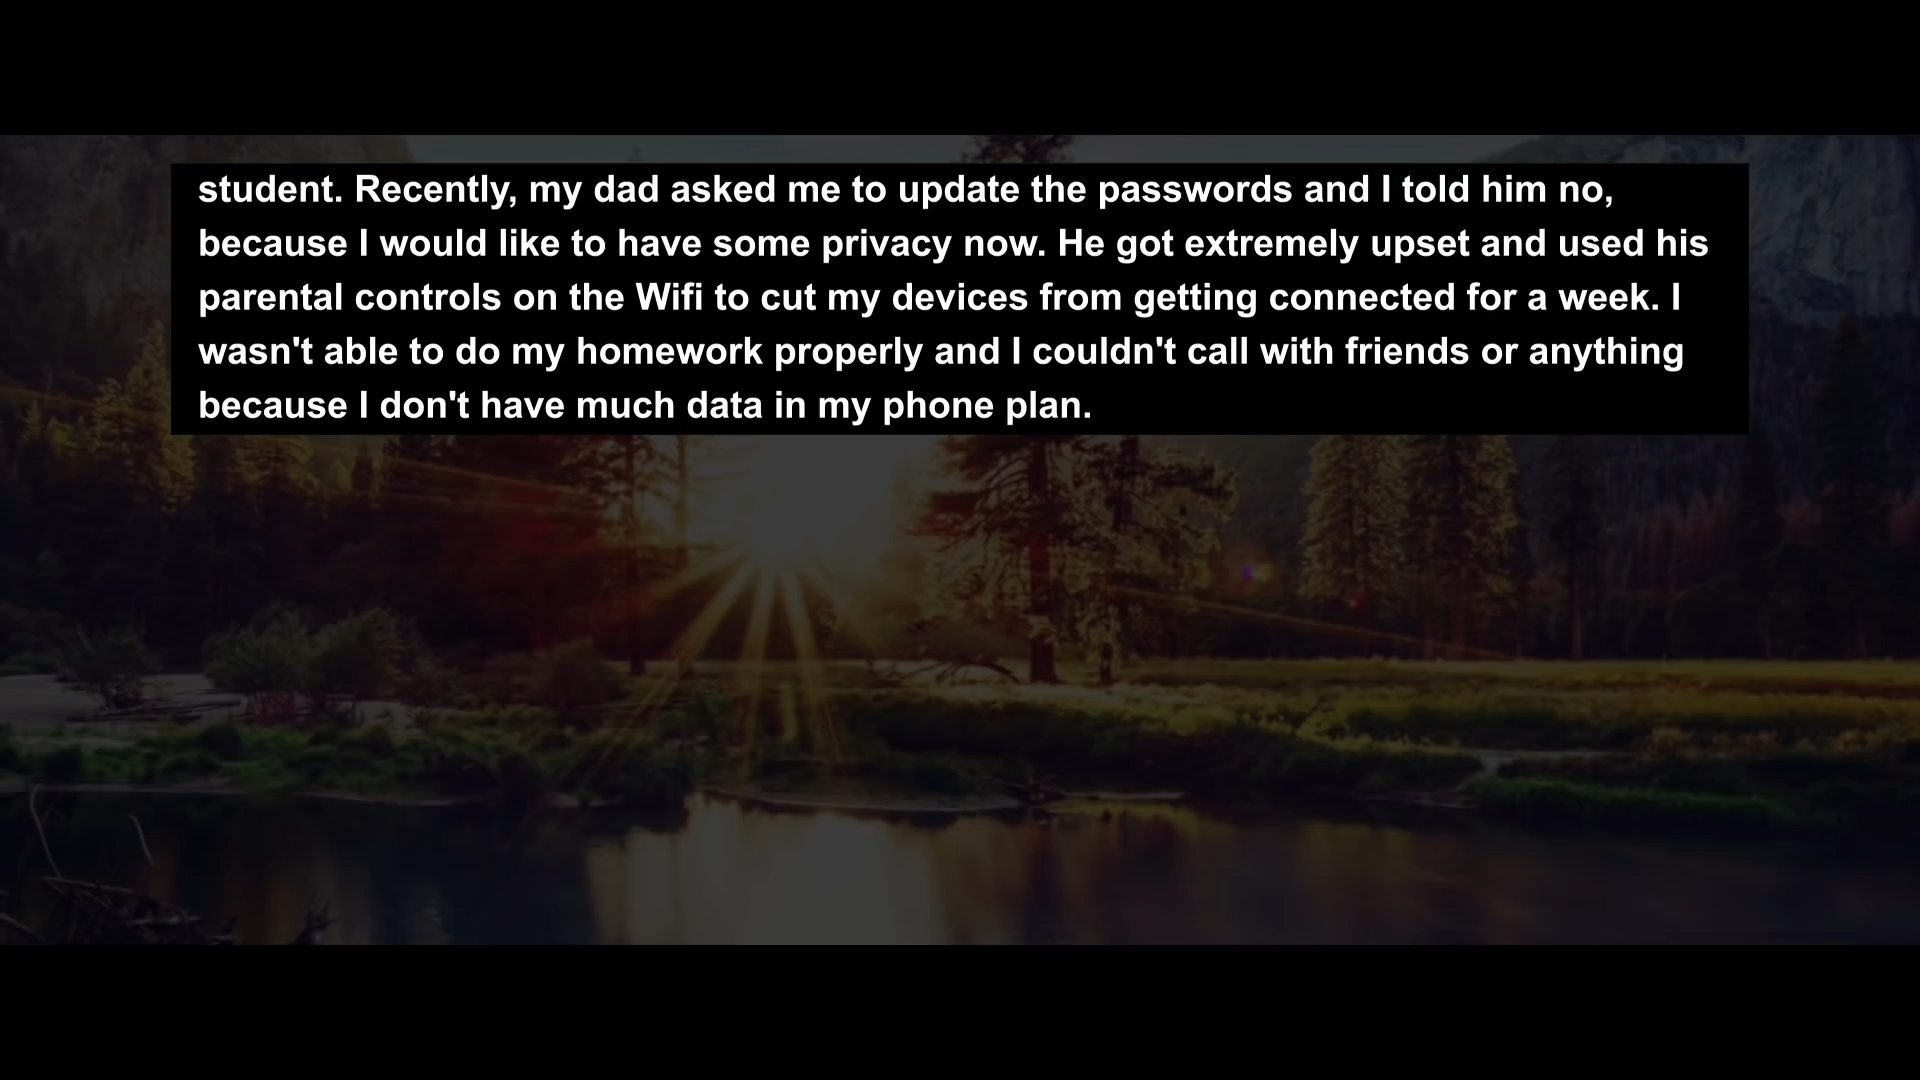 student. Recently, my dad asked me to update the passwords and I told him no,
because I would like to have some privacy now. He got extremely upset and used his
parental controls on the Wifi to cut my devices from getting connected for a week. I
wasn't able to do my homework properly and I couldn't call with friends or anything
because I don't have much data in my phone plan.